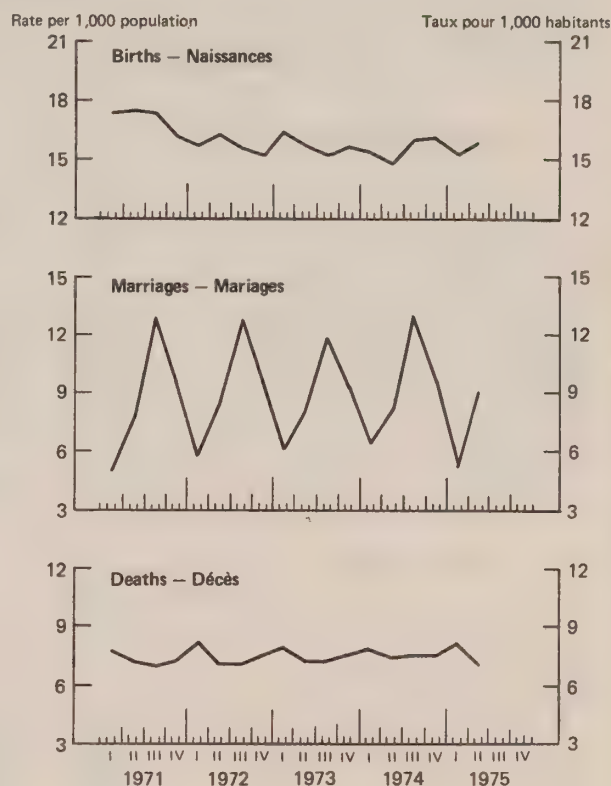 Rate per 1,000 population Taux pour 1,000 habitants
21 21
Births – Naissances
18 18
15 15
12 12
15 15
Marriages – Mariages
12 12
9 9
6 6
3 3
12 12
Deaths – Décès
9 9
6 6
3 3
I II III IV I II III IV I II III IV I II III IV I II III IV
1971 1972 1973 1974 1975